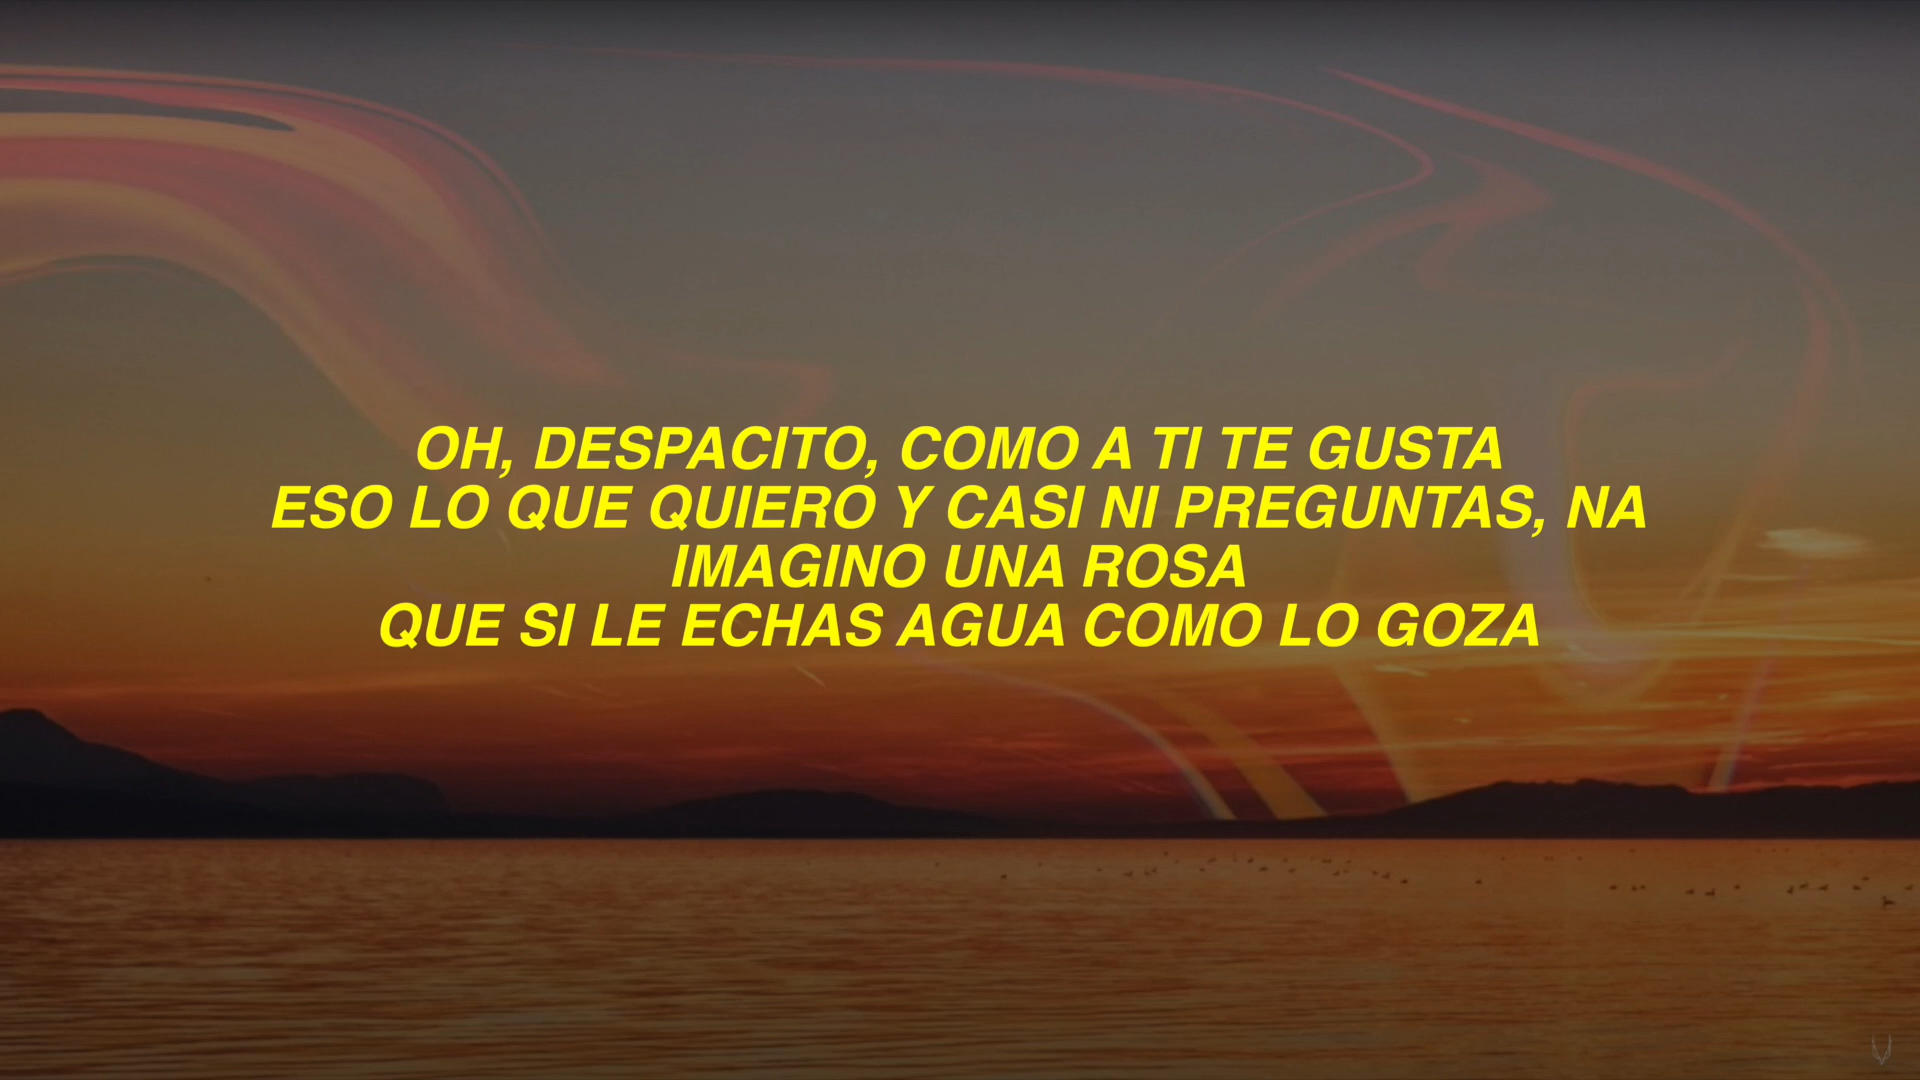 OH, DESPACITO, COMO A TI TE GUSTA
ESO LO QUE QUIERO Y CASI NI PREGUNTAS, NA
IMAGINO UNA ROSA
QUE SI LE ECHAS AGUA COMO LO GOZA